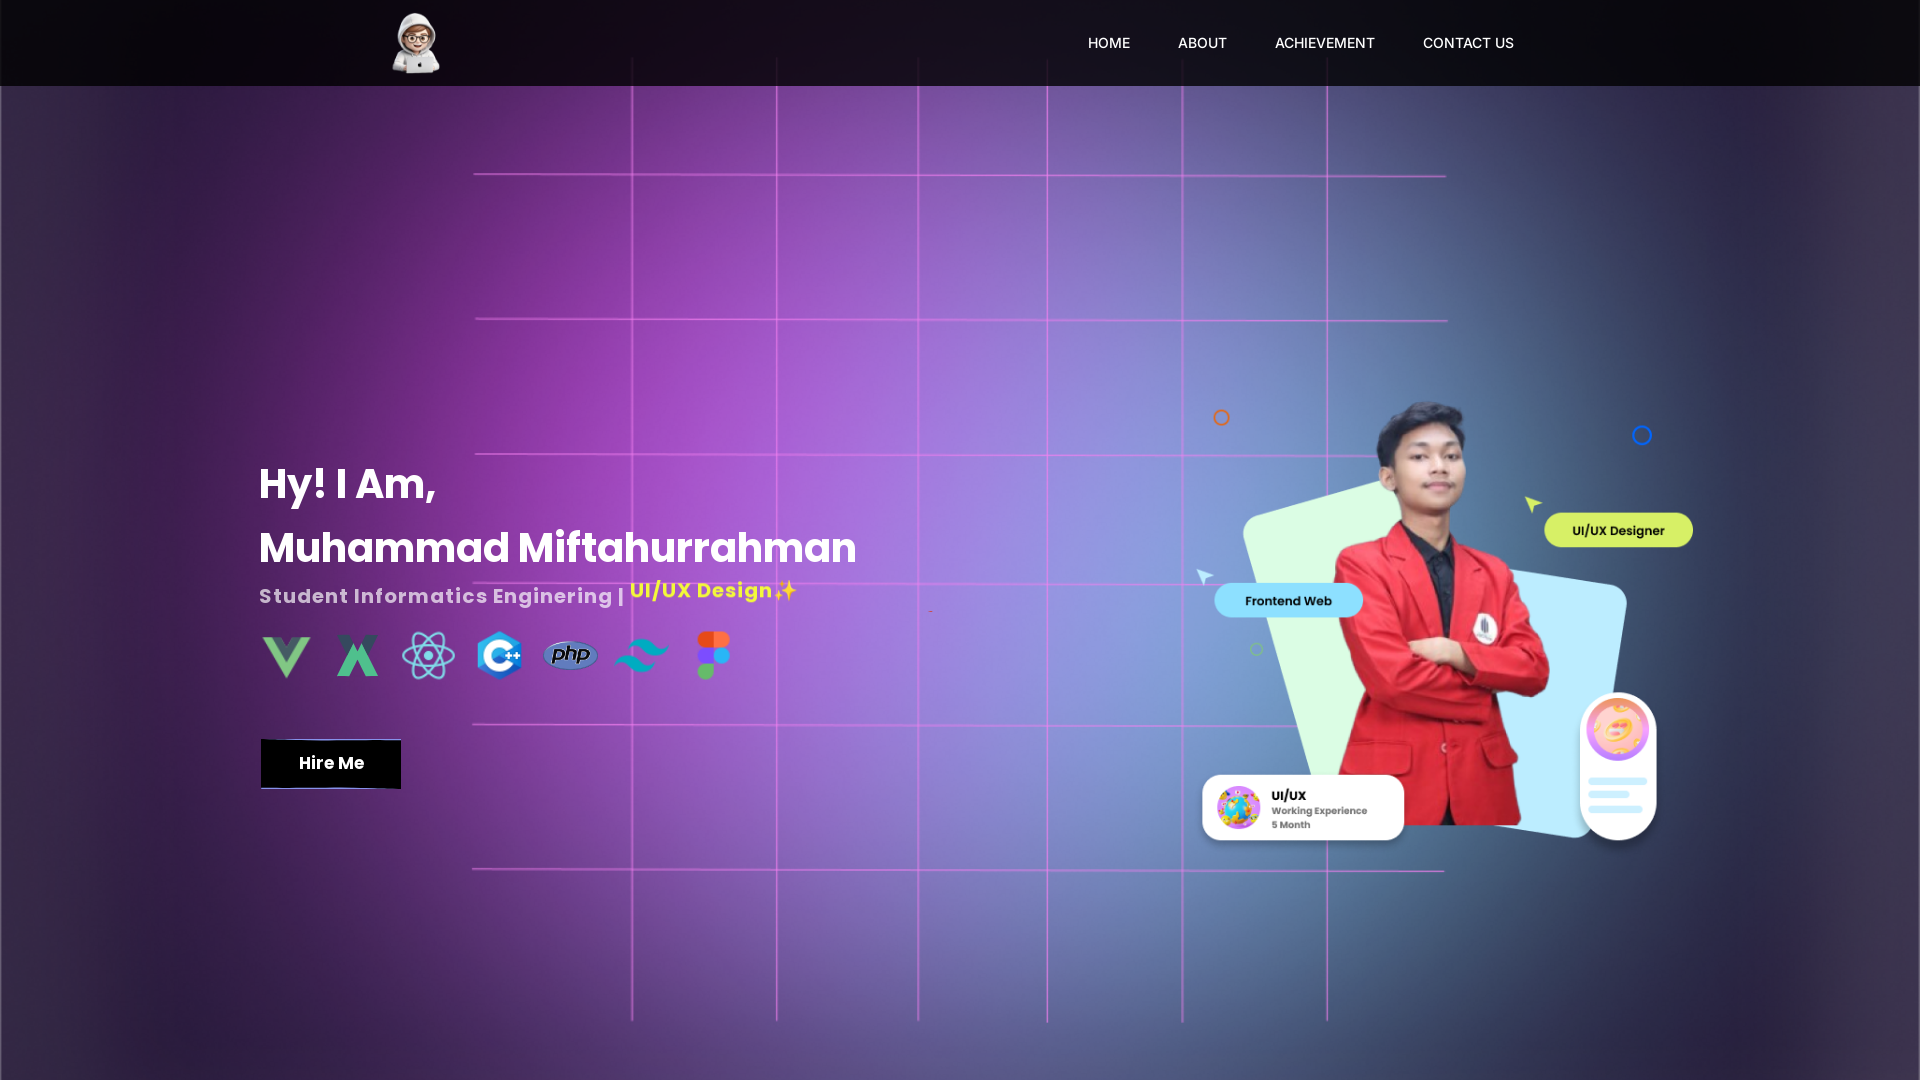 HOME
ABOUT
ACHIEVEMENT
CONTACT US
Hy! I Am,
Muhammad Miftahurrahman
Student Informatics Enginering | UI/UX Design✨
php
Hire Me
UI/UX Designer
Frontend Web
UI/UX
Working Experience
5 Month